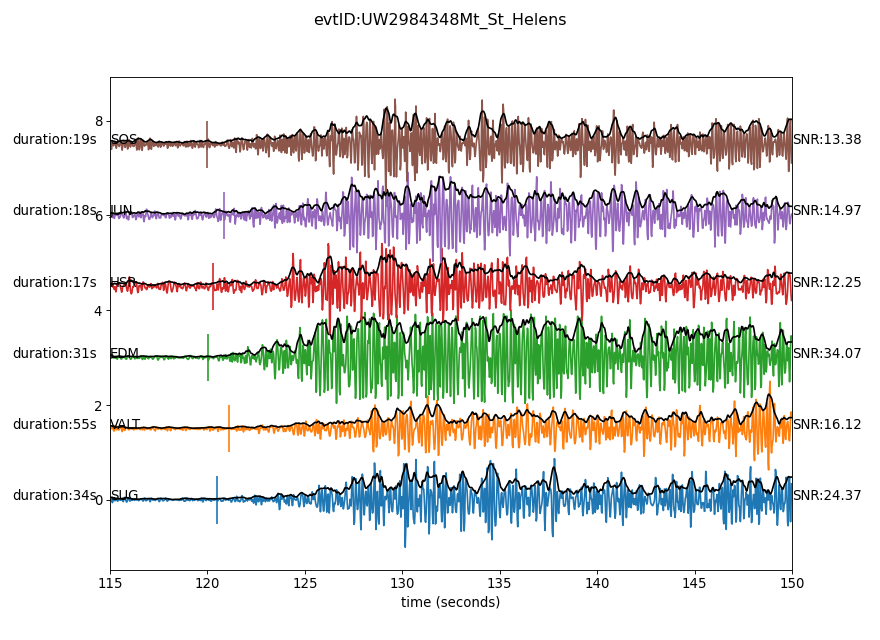 evtID:UW2984348Mt_St_Helens
8
duration:19s SOS SNR:13.38
duration:18s JUN SNR:14.97
6
duration:17s HSR SNR:12.25
4
duration:31s EDM SNR:34.07
2
duration:55s VALT SNR:16.12
duration:34s SUG SNR:24.37
0
115 120 125 130 135 140 145 150
time (seconds)